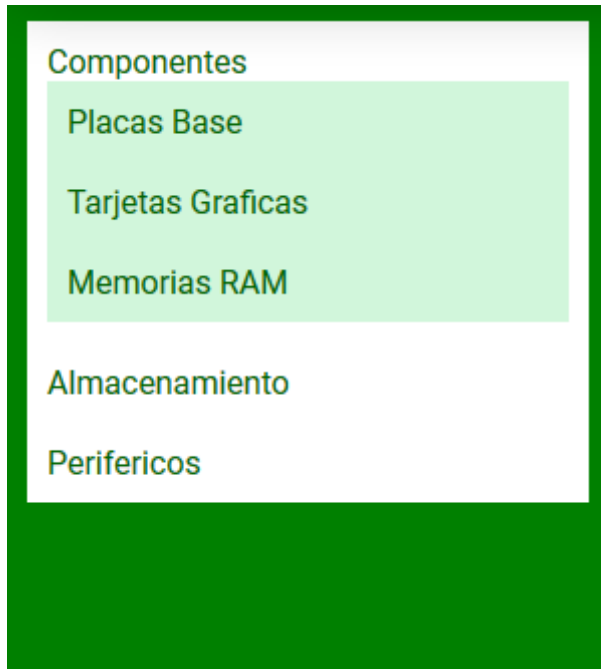 Componentes
Placas Base
Tarjetas Graficas
Memorias RAM
Almacenamiento
Perifericos